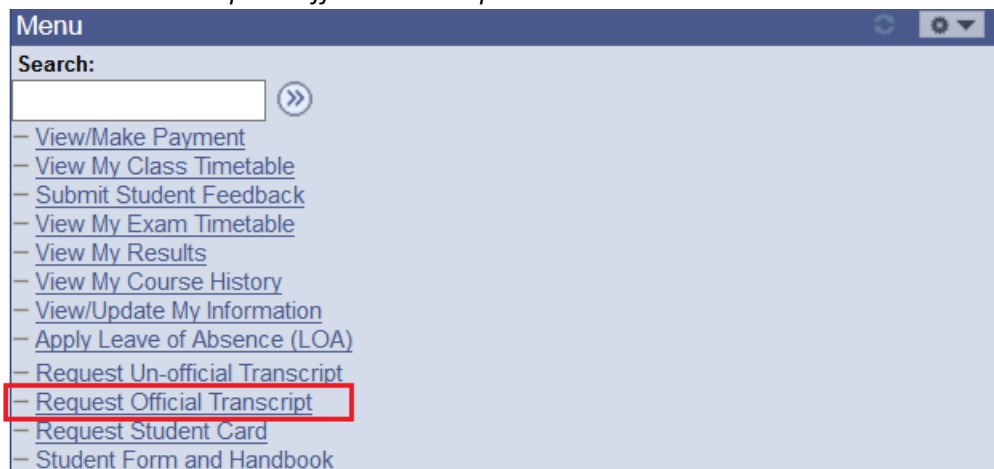 Menu
Search:
– View/Make Payment
– View My Class Timetable
– Submit Student Feedback
– View My Exam Timetable
– View My Results
– View My Course History
– View/Update My Information
– Apply Leave of Absence (LOA)
– Request Un-official Transcript
– Request Official Transcript
– Request Student Card
– Student Form and Handbook